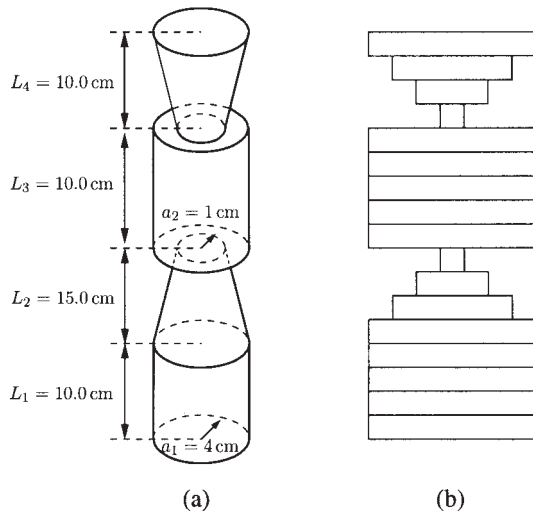 L₄ = 10.0 cm
L₃ = 10.0 cm
a₂ = 1 cm
L₂ = 15.0 cm
L₁ = 10.0 cm
a₁ = 4 cm
(a)
(b)